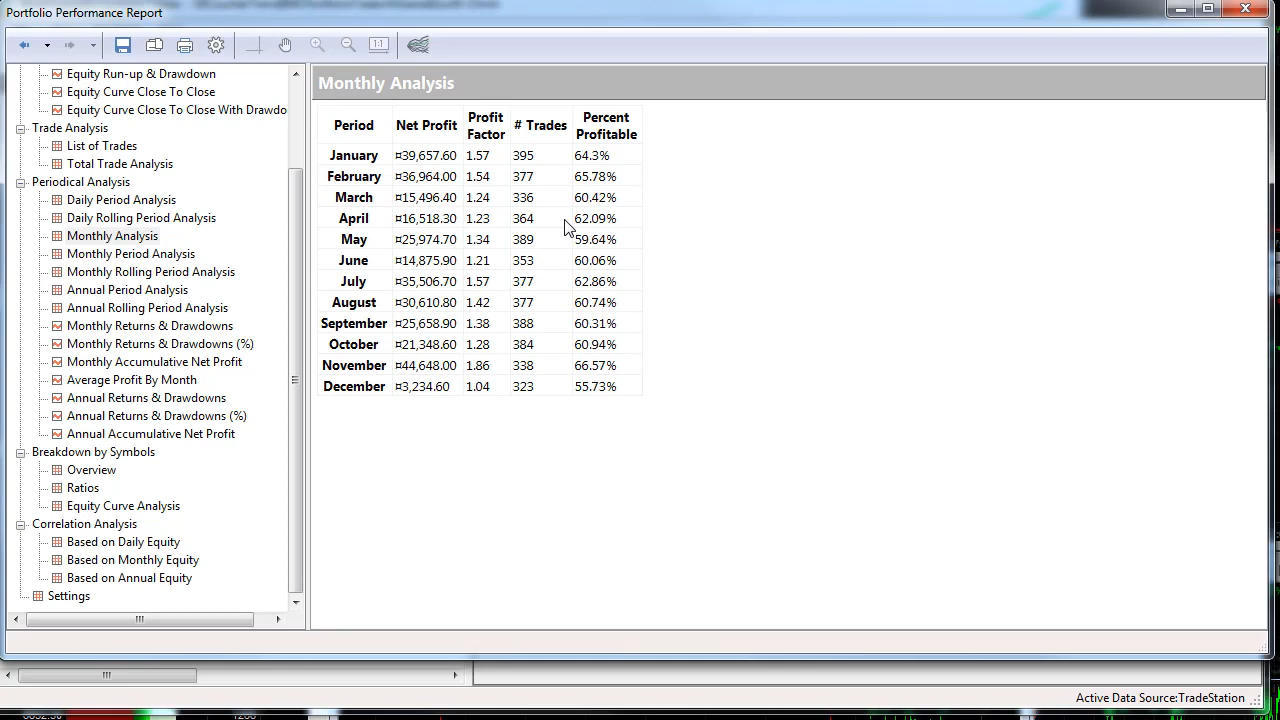 Portfolio Performance Report
1:1
Equity Run-up & Drawdown
Equity Curve Close To Close
Equity Curve Close To Close With Drawdo
Trade Analysis
List of Trades
Total Trade Analysis
Periodical Analysis
Daily Period Analysis
Daily Rolling Period Analysis
Monthly Analysis
Monthly Period Analysis
Monthly Rolling Period Analysis
Annual Period Analysis
Annual Rolling Period Analysis
Monthly Returns & Drawdowns
Monthly Returns & Drawdowns (%)
Monthly Accumulative Net Profit
Average Profit By Month
Annual Returns & Drawdowns
Annual Returns & Drawdowns (%)
Annual Accumulative Net Profit
Breakdown by Symbols
Overview
Ratios
Equity Curve Analysis
Correlation Analysis
Based on Daily Equity
Based on Monthly Equity
Based on Annual Equity
Settings
Monthly Analysis
Period Net Profit Profit Factor # Trades Percent Profitable
January ¤39,657.60 1.57 395 64.3%
February ¤36,964.00 1.54 377 65.78%
March ¤15,496.40 1.24 336 60.42%
April ¤16,518.30 1.23 364 62.09%
May ¤25,974.70 1.34 389 59.64%
June ¤14,875.90 1.21 353 60.06%
July ¤35,506.70 1.57 377 62.86%
August ¤30,610.80 1.42 377 60.74%
September ¤25,658.90 1.38 388 60.31%
October ¤21,348.60 1.28 384 60.94%
November ¤44,648.00 1.86 338 66.57%
December ¤3,234.60 1.04 323 55.73%
Active Data Source:TradeStation